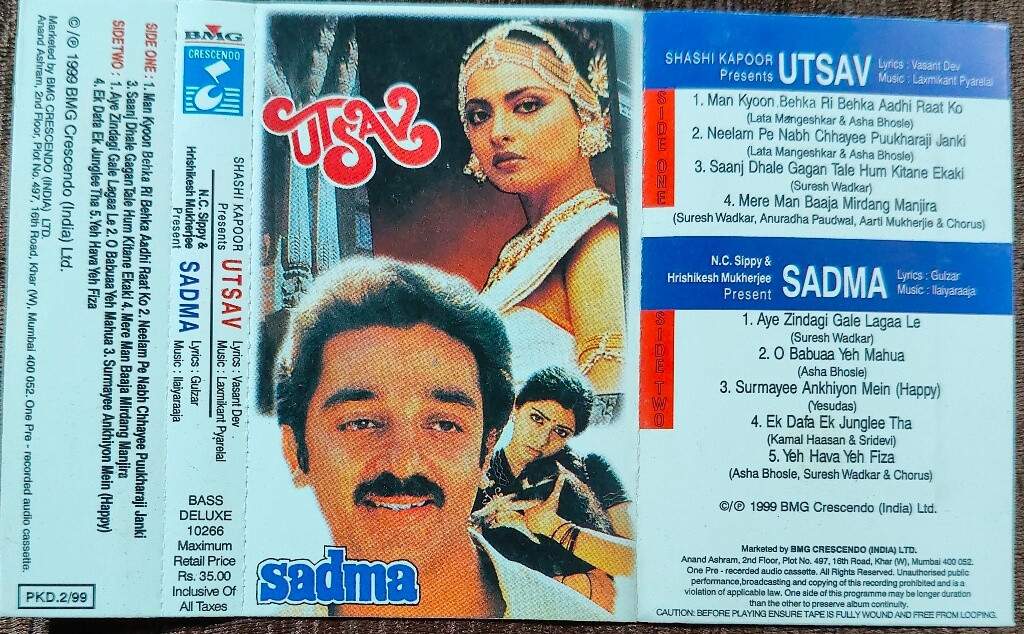 SIDE ONE : 1. Man Kyoon Behka Ri Behka Aadhi Raat Ko 2. Neelam Pe Nabh Chhayee Puukharaji Janki
3. Saanj Dhale Gagan Tale Hum Kitane Ekaki 4. Mere Man Baaja Mirdang Manjira
SIDE TWO : 1. Aye Zindagi Gale Lagaa Le 2. O Babuaa Yeh Mahua 3. Surmayee Ankhiyon Mein (Happy)
4. Ek Dafa Ek Junglee Tha 5. Yeh Hava Yeh Fiza
©/℗ 1999 BMG Crescendo (India) Ltd.
Marketed by BMG CRESCENDO (INDIA) LTD.
Anand Ashram, 2nd Floor, Plot No. 497, 16th Road, Khar (W), Mumbai 400 052. One Pre - recorded audio cassette.
PKD.2/99
BMG
CRESCENDO
SHASHI KAPOOR
Presents
UTSAV
Lyrics : Vasant Dev
Music : Laxmikant Pyarelal
N.C. Sippy &
Hrishikesh Mukherjee
Present
SADMA
Lyrics : Gulzar
Music : Ilaiyaraaja
BASS
DELUXE
10266
Maximum
Retail Price
Rs. 35.00
Inclusive Of
All Taxes
UTSAV
sadma
SHASHI KAPOOR
Presents
UTSAV
Lyrics : Vasant Dev
Music : Laxmikant Pyarelal
SIDE ONE
1. Man Kyoon Behka Ri Behka Aadhi Raat Ko
(Lata Mangeshkar & Asha Bhosle)
2. Neelam Pe Nabh Chhayee Puukharaji Janki
(Lata Mangeshkar & Asha Bhosle)
3. Saanj Dhale Gagan Tale Hum Kitane Ekaki
(Suresh Wadkar)
4. Mere Man Baaja Mirdang Manjira
(Suresh Wadkar, Anuradha Paudwal, Aarti Mukherjie & Chorus)
N.C. Sippy &
Hrishikesh Mukherjee
Present
SADMA
Lyrics : Gulzar
Music : Ilaiyaraaja
SIDE TWO
1. Aye Zindagi Gale Lagaa Le
(Suresh Wadkar)
2. O Babuaa Yeh Mahua
(Asha Bhosle)
3. Surmayee Ankhiyon Mein (Happy)
(Yesudas)
4. Ek Dafa Ek Junglee Tha
(Kamal Haasan & Sridevi)
5. Yeh Hava Yeh Fiza
(Asha Bhosle, Suresh Wadkar & Chorus)
©/℗ 1999 BMG Crescendo (India) Ltd.
Marketed by BMG CRESCENDO (INDIA) LTD.
Anand Ashram, 2nd Floor, Plot No. 497, 16th Road, Khar (W), Mumbai 400 052.
One Pre - recorded audio cassette. All Rights Reserved. Unauthorised public
performance,broadcasting and copying of this recording prohibited and is a
violation of applicable law. One side of this programme may be longer duration
than the other to preserve album continuity.
CAUTION: BEFORE PLAYING ENSURE TAPE IS FULLY WOUND AND FREE FROM LOOPING.